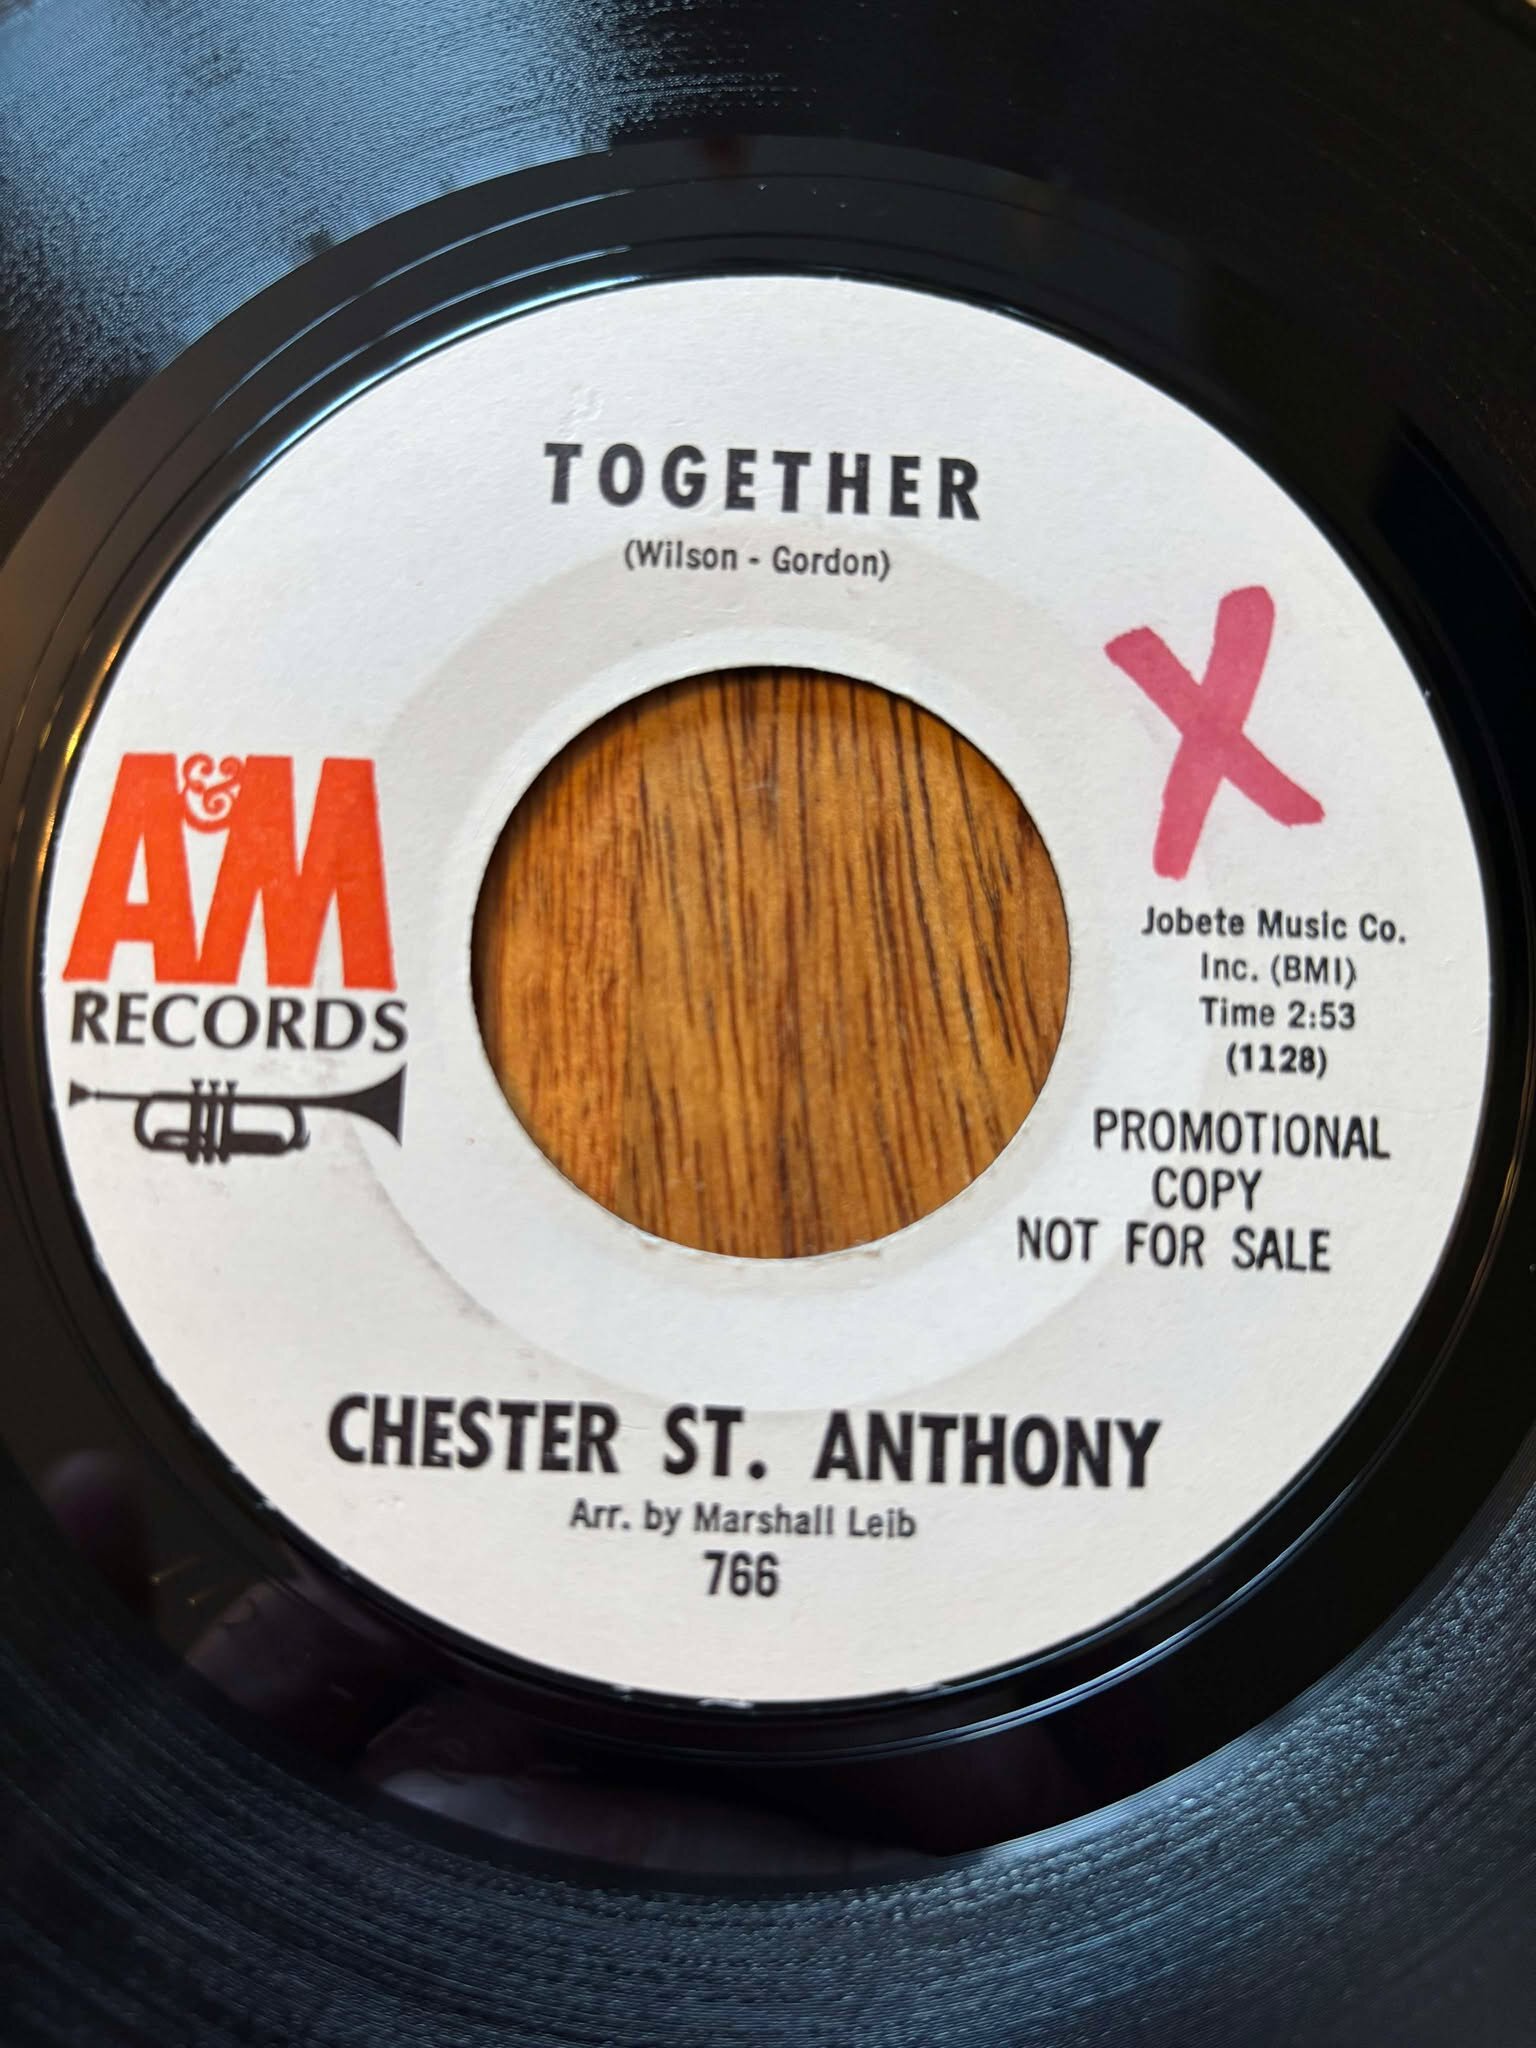 TOGETHER
(Wilson - Gordon)
X
A&M
RECORDS
Jobete Music Co.
Inc. (BMI)
Time 2:53
(1128)
PROMOTIONAL
COPY
NOT FOR SALE
CHESTER ST. ANTHONY
Arr. by Marshall Leib
766